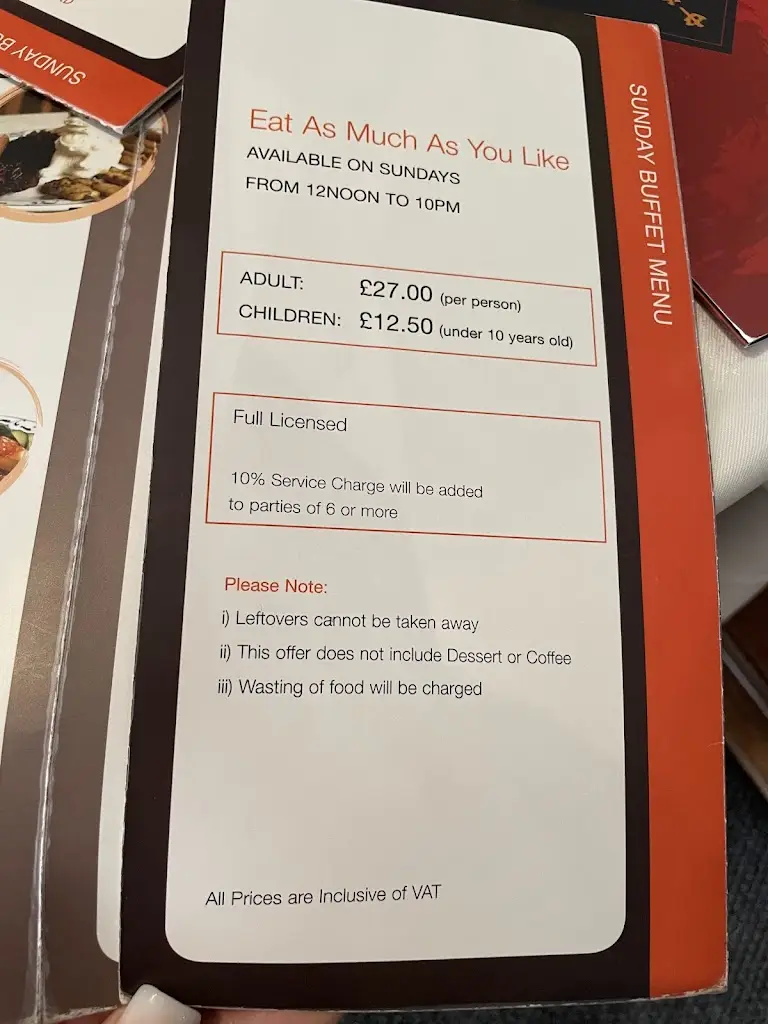 SUNDAY B
Eat As Much As You Like
AVAILABLE ON SUNDAYS
FROM 12NOON TO 10PM
ADULT: £27.00 (per person)
CHILDREN: £12.50 (under 10 years old)
Full Licensed
10% Service Charge will be added
to parties of 6 or more
Please Note:
i) Leftovers cannot be taken away
ii) This offer does not include Dessert or Coffee
iii) Wasting of food will be charged
All Prices are Inclusive of VAT
SUNDAY BUFFET MENU